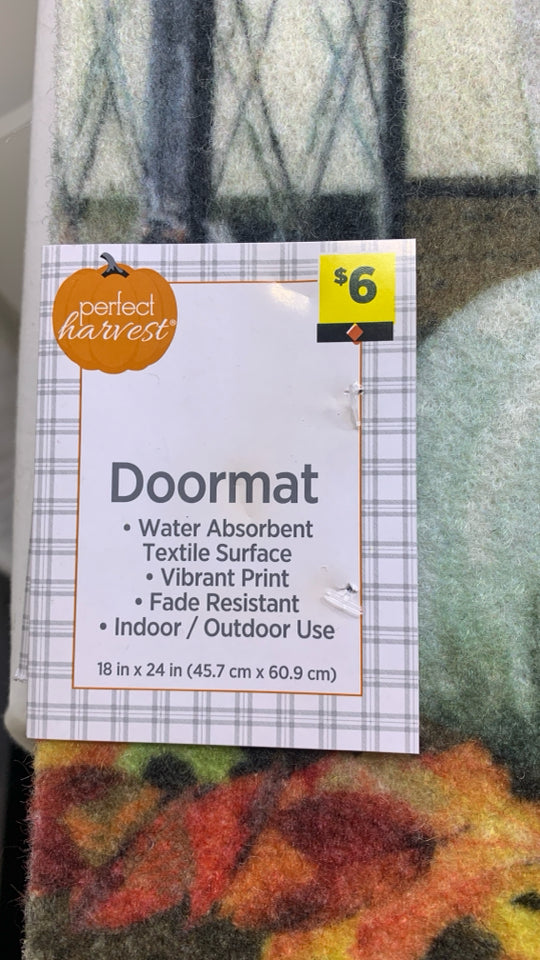 perfect
harvest®
$6
Doormat
• Water Absorbent
Textile Surface
• Vibrant Print
• Fade Resistant
• Indoor / Outdoor Use
18 in x 24 in (45.7 cm x 60.9 cm)